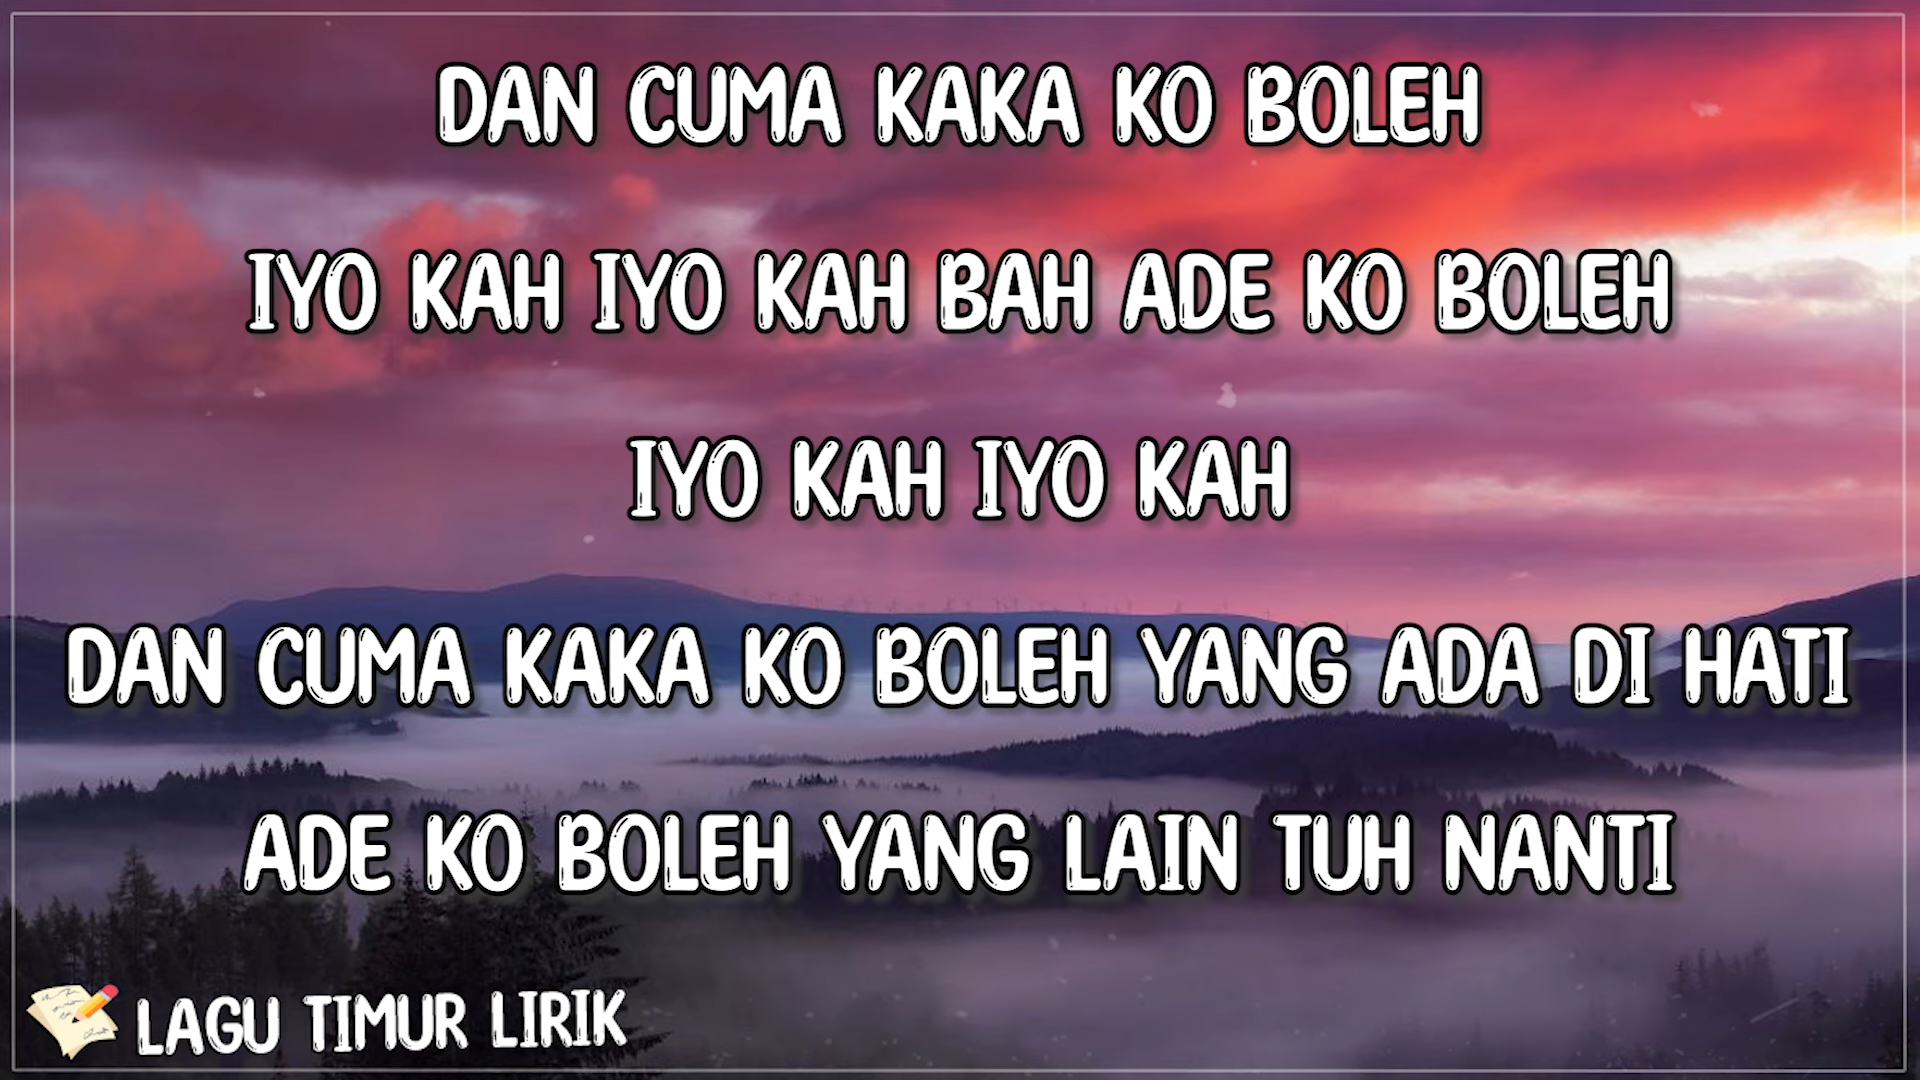 DAN CUMA KAKA KO BOLEH
IYO KAH IYO KAH BAH ADE KO BOLEH
IYO KAH IYO KAH
DAN CUMA KAKA KO BOLEH YANG ADA DI HATI
ADE KO BOLEH YANG LAIN TUH NANTI
LAGU TIMUR LIRIK